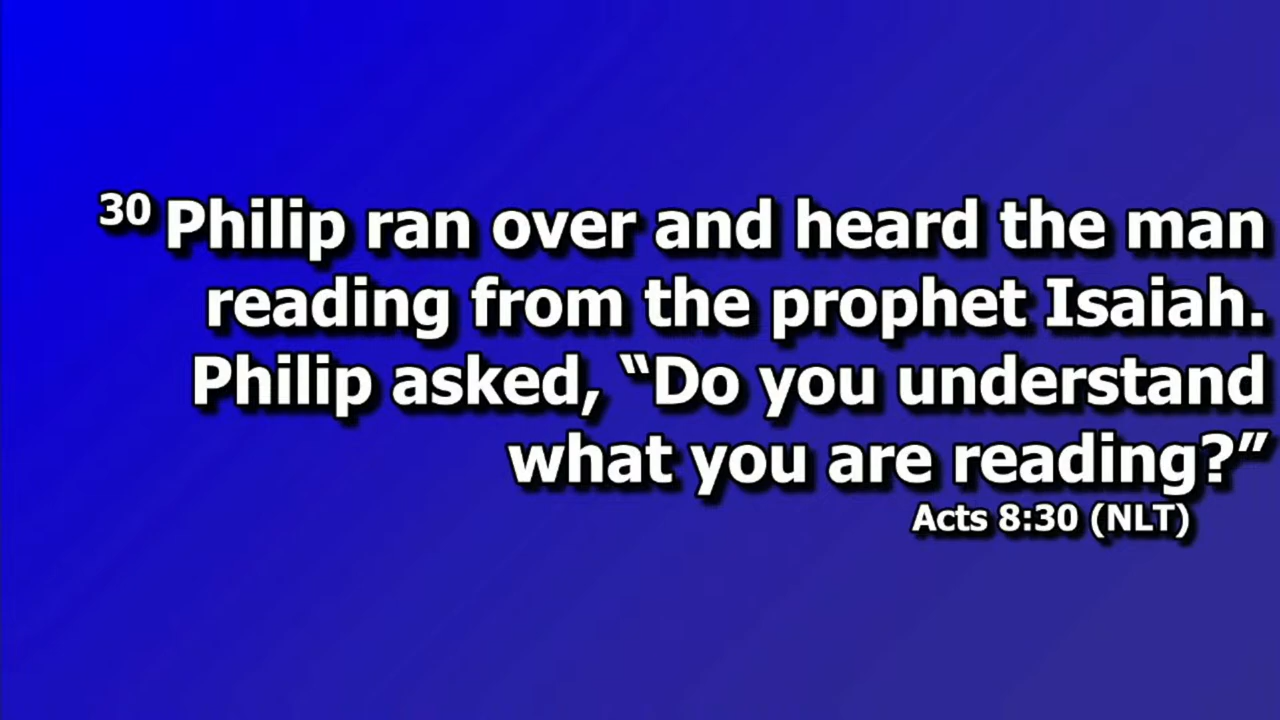 30 Philip ran over and heard the man
reading from the prophet Isaiah.
Philip asked, “Do you understand
what you are reading?”
Acts 8:30 (NLT)